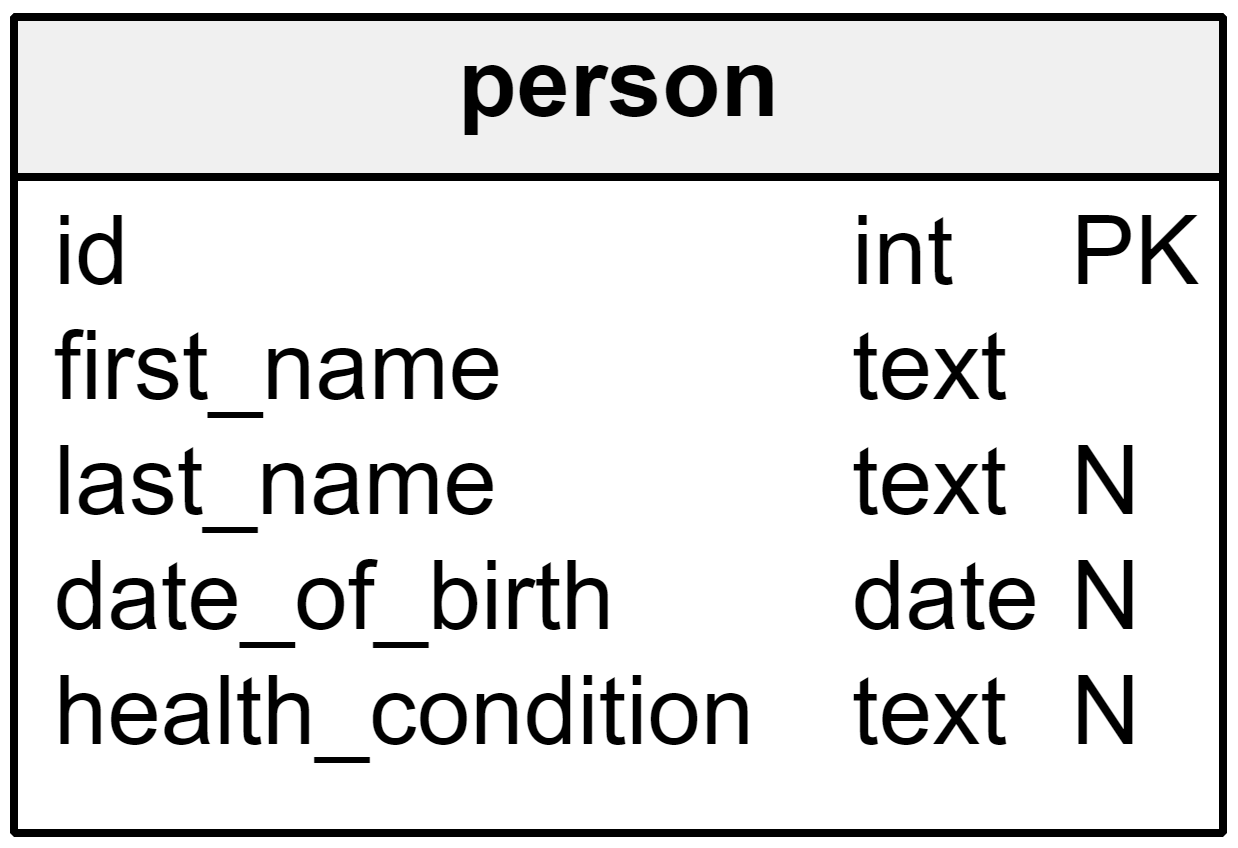 person
id int PK
first_name text
last_name text N
date_of_birth date N
health_condition text N